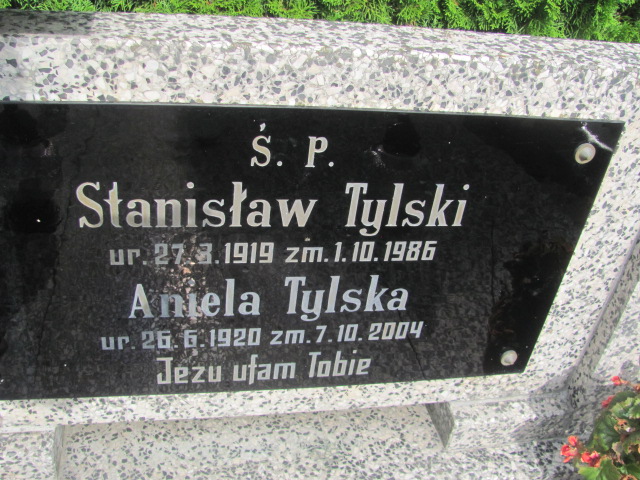 Ś. P.
Stanisław Tylski
ur. 27.3.1919 zm. 1.10.1986
Aniela Tylska
ur. 26.6.1920 zm. 7.10.2004
Jezu ufam Tobie